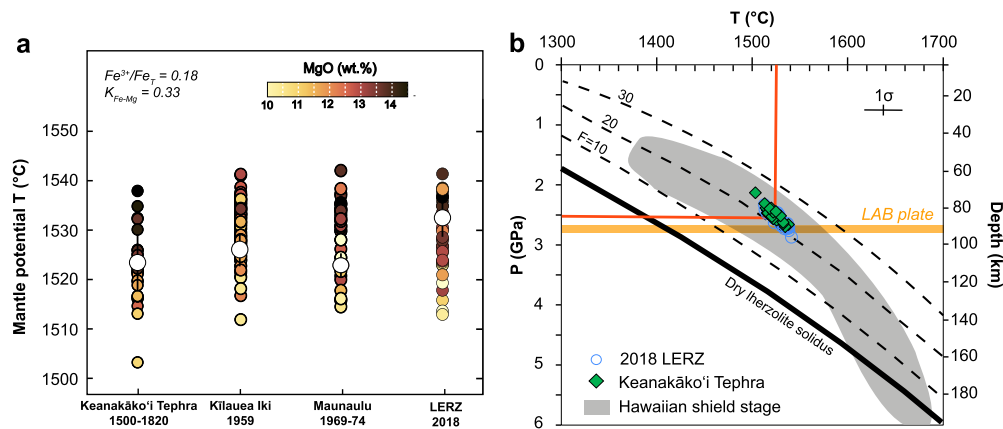 a
Fe³⁺/Fe_T = 0.18
K_Fe-Mg = 0.33
MgO (wt.%)
10 11 12 13 14
Mantle potential T (°C)
1550
1540
1530
1520
1510
1500
Keanakākoʻi Tephra
1500-1820
Kīlauea Iki
1959
Maunaulu
1969-74
LERZ
2018
b
T (°C)
1300 1400 1500 1600 1700
P (GPa)
0
1
2
3
4
5
6
Depth (km)
20
40
60
80
100
120
140
160
180
30
20
F=10
1σ
LAB plate
Dry lherzolite solidus
2018 LERZ
Keanakākoʻi Tephra
Hawaiian shield stage